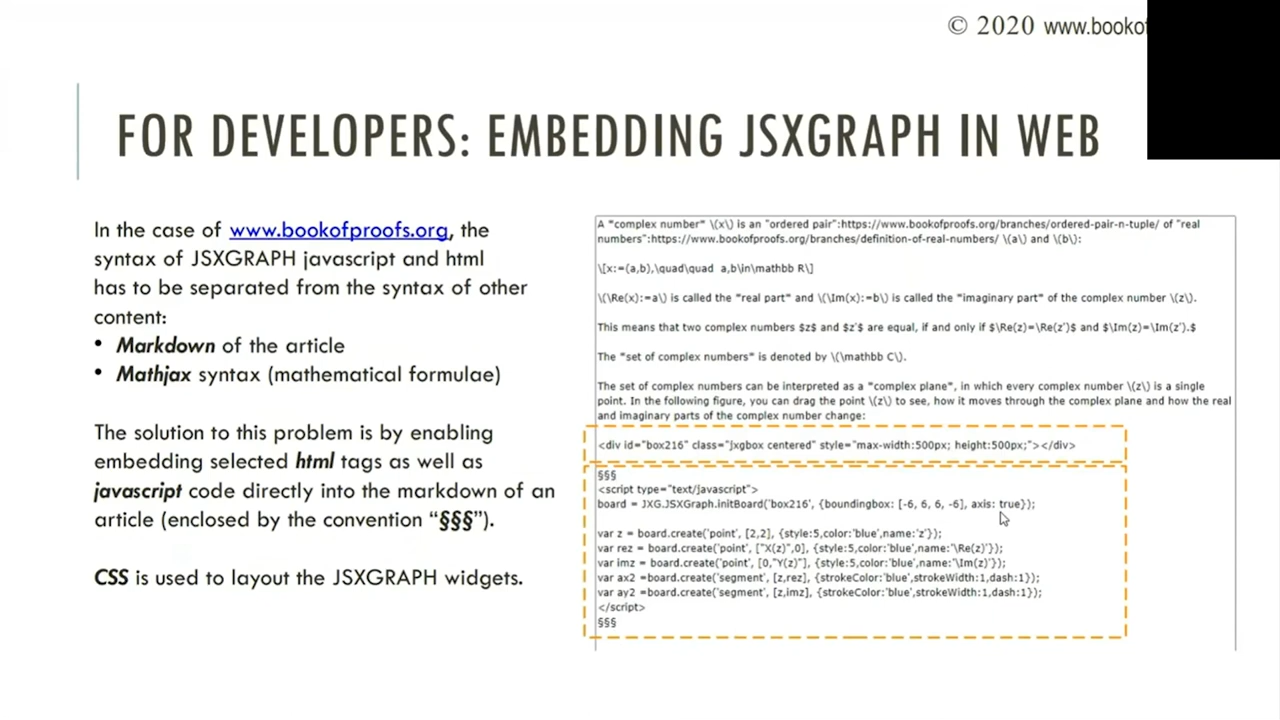 © 2020 www.bookof
FOR DEVELOPERS: EMBEDDING JSXGRAPH IN WEB
In the case of www.bookofproofs.org, the
syntax of JSXGRAPH javascript and html
has to be separated from the syntax of other
content:
• Markdown of the article
• Mathjax syntax (mathematical formulae)
The solution to this problem is by enabling
embedding selected html tags as well as
javascript code directly into the markdown of an
article (enclosed by the convention “§§§”).
CSS is used to layout the JSXGRAPH widgets.
A "complex number" \(x\) is an "ordered pair":https://www.bookofproofs.org/branches/ordered-pair-n-tuple/ of "real
numbers":https://www.bookofproofs.org/branches/definition-of-real-numbers/ \(a\) and \(b\):
\[x:=(a,b),\quad\quad a,b\in\mathbb R\]
\(\Re(x):=a\) is called the "real part" and \(\Im(x):=b\) is called the "imaginary part" of the complex number \(z\).
This means that two complex numbers $z$ and $z'$ are equal, if and only if $\Re(z)=\Re(z')$ and $\Im(z)=\Im(z').$
The "set of complex numbers" is denoted by \(\mathbb C\).
The set of complex numbers can be interpreted as a "complex plane", in which every complex number \(z\) is a single
point. In the following figure, you can drag the point \(z\) to see, how it moves through the complex plane and how the real
and imaginary parts of the complex number change:
<div id="box216" class="jxgbox centered" style="max-width:500px; height:500px;"></div>
§§§
<script type="text/javascript">
board = JXG.JSXGraph.initBoard('box216', {boundingbox: [-6, 6, 6, -6], axis: true});
var z = board.create('point', [2,2], {style:5,color:'blue',name:'z'});
var rez = board.create('point', ["X(z)",0], {style:5,color:'blue',name:'\Re(z)'});
var imz = board.create('point', [0,"Y(z)"], {style:5,color:'blue',name:'\Im(z)'});
var ax2 =board.create('segment', [z,rez], {strokeColor:'blue',strokeWidth:1,dash:1});
var ay2 =board.create('segment', [z,imz], {strokeColor:'blue',strokeWidth:1,dash:1});
</script>
§§§